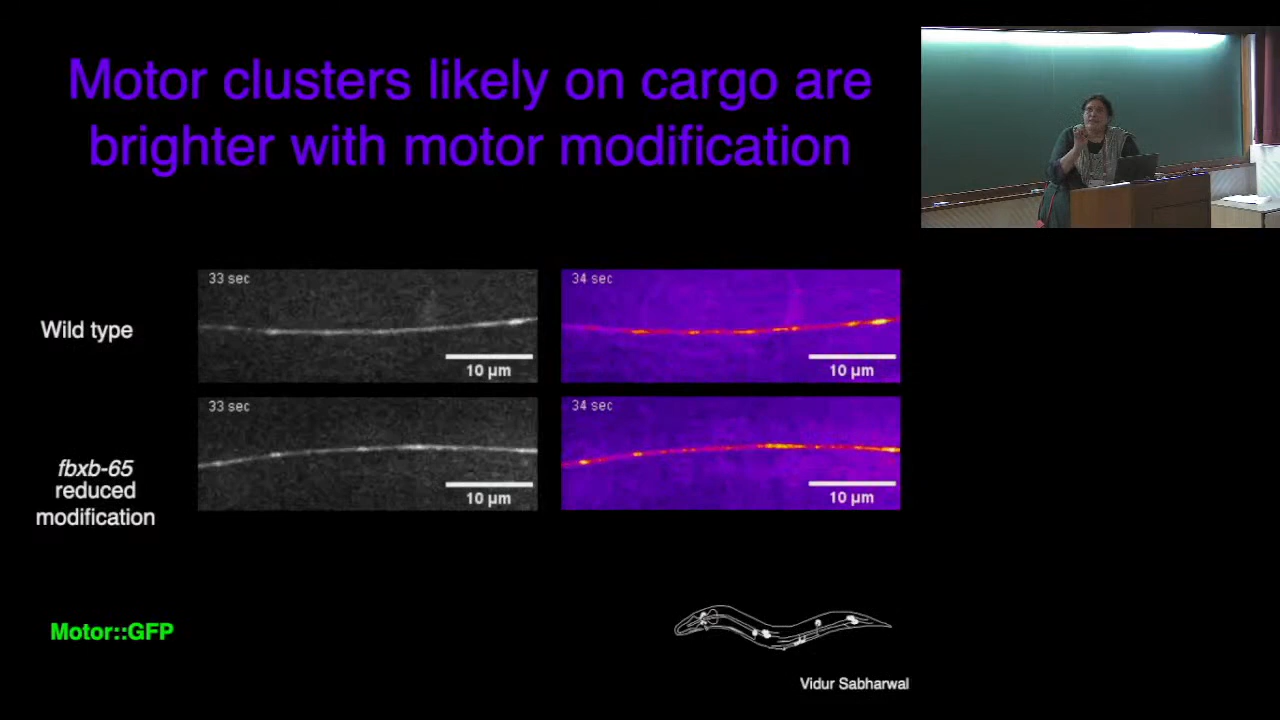 Motor clusters likely on cargo are
brighter with motor modification
33 sec
34 sec
Wild type
10 µm
10 µm
33 sec
34 sec
fbxb-65
reduced
modification
10 µm
10 µm
Motor::GFP
Vidur Sabharwal